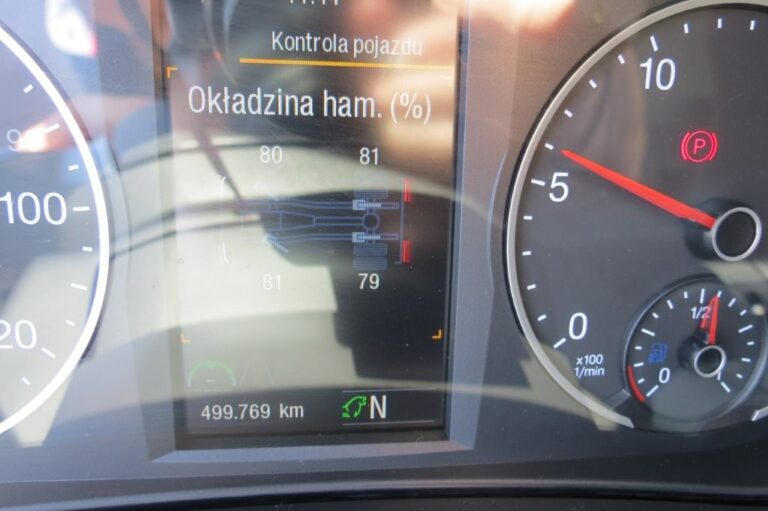 Kontrola pojazdu
Okładzina ham. (%)
80 81
81 79
499.769 km N
100
20
10
5
0
x100
1/min
P
1/2
0